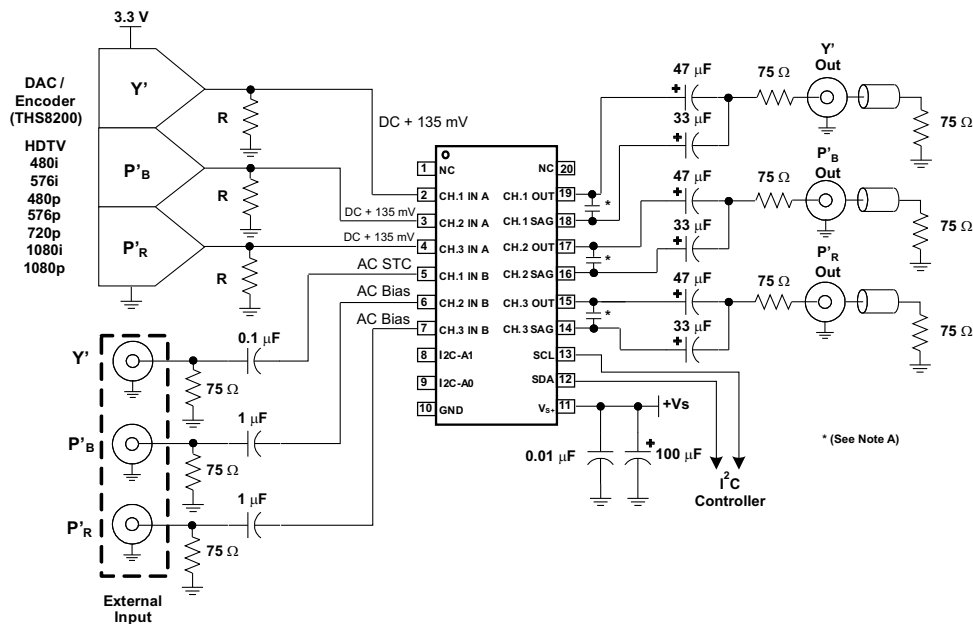 3.3 V
DAC /
Encoder
(THS8200)
HDTV
480i
576i
480p
576p
720p
1080i
1080p
Y'
P'B
P'R
R
R
R
DC + 135 mV
DC + 135 mV
DC + 135 mV
AC STC
AC Bias
AC Bias
Y'
P'B
P'R
0.1 µF
1 µF
1 µF
75 Ω
75 Ω
75 Ω
External
Input
1 NC
2 CH.1 IN A
3 CH.2 IN A
4 CH.3 IN A
5 CH.1 IN B
6 CH.2 IN B
7 CH.3 IN B
8 I2C-A1
9 I2C-A0
10 GND
NC 20
CH.1 OUT 19
CH.1 SAG 18
CH.2 OUT 17
CH.2 SAG 16
CH.3 OUT 15
CH.3 SAG 14
SCL 13
SDA 12
VS+ 11
*
*
*
47 µF
+
33 µF
+
75 Ω
Y'
Out
75 Ω
47 µF
+
33 µF
+
75 Ω
P'B
Out
75 Ω
47 µF
+
33 µF
+
75 Ω
P'R
Out
75 Ω
+Vs
0.01 µF
+
100 µF
I2C
Controller
* (See Note A)